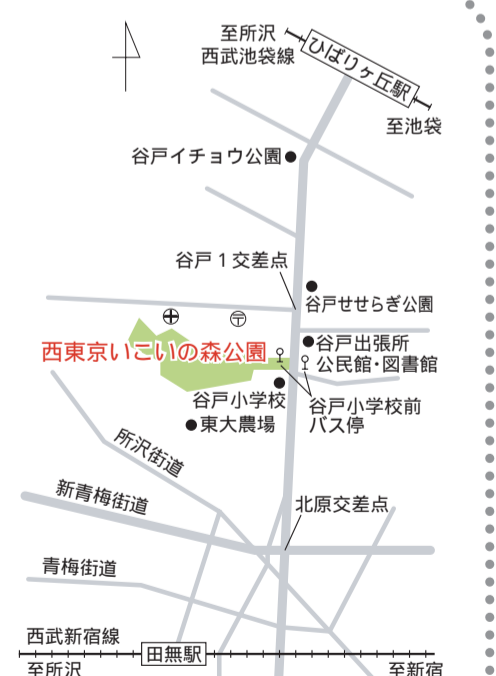 至所沢
西武池袋線
ひばりヶ丘駅
至池袋
谷戸イチョウ公園
谷戸1交差点
谷戸せせらぎ公園
〒
西東京いこいの森公園
谷戸出張所
公民館・図書館
谷戸小学校
谷戸小学校前
バス停
東大農場
所沢街道
新青梅街道
北原交差点
青梅街道
西武新宿線
田無駅
至所沢
至新宿